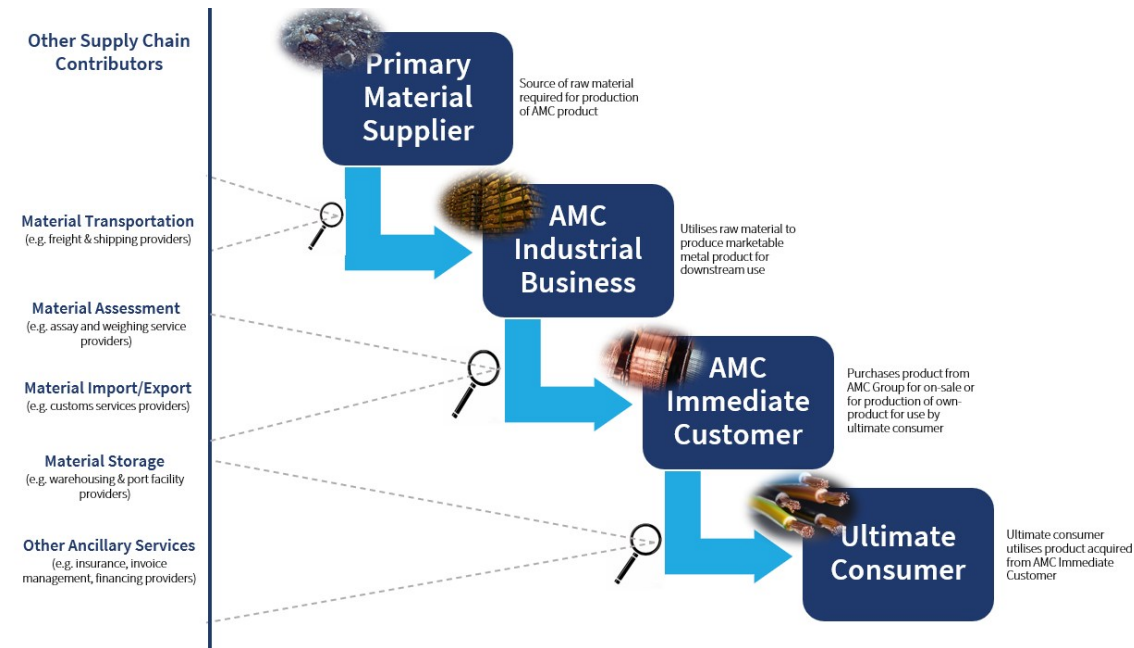 Other Supply Chain
Contributors
Material Transportation
(e.g. freight & shipping providers)
Material Assessment
(e.g. assay and weighing service
providers)
Material Import/Export
(e.g. customs services providers)
Material Storage
(e.g. warehousing & port facility
providers)
Other Ancillary Services
(e.g. insurance, invoice
management, financing providers)
Primary
Material
Supplier
Source of raw material
required for production
of AMC product
AMC
Industrial
Business
Utilises raw material to
produce marketable
metal product for
downstream use
AMC
Immediate
Customer
Purchases product from
AMC Group for on-sale or
for production of own-
product for use by
ultimate consumer
Ultimate
Consumer
Ultimate consumer
utilises product acquired
from AMC Immediate
Customer